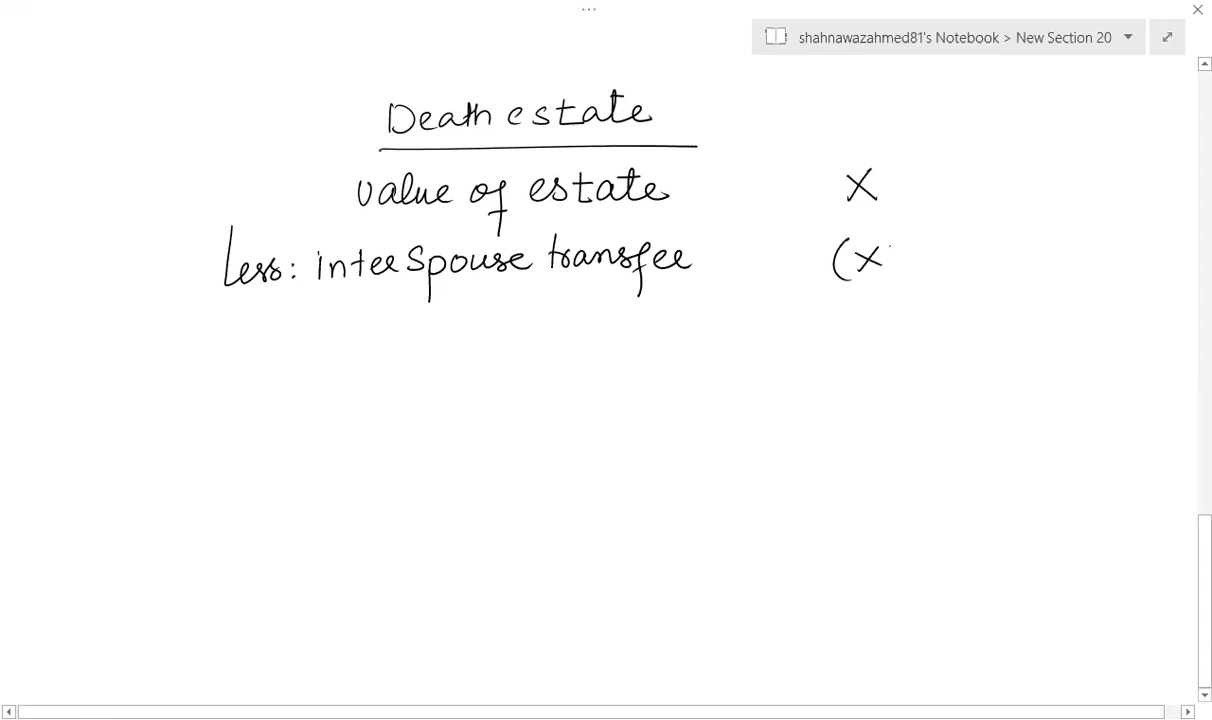 ...
shahnawazahmed81's Notebook > New Section 20
Death estate
value of estate X
Less: inter Spouse transfer (X